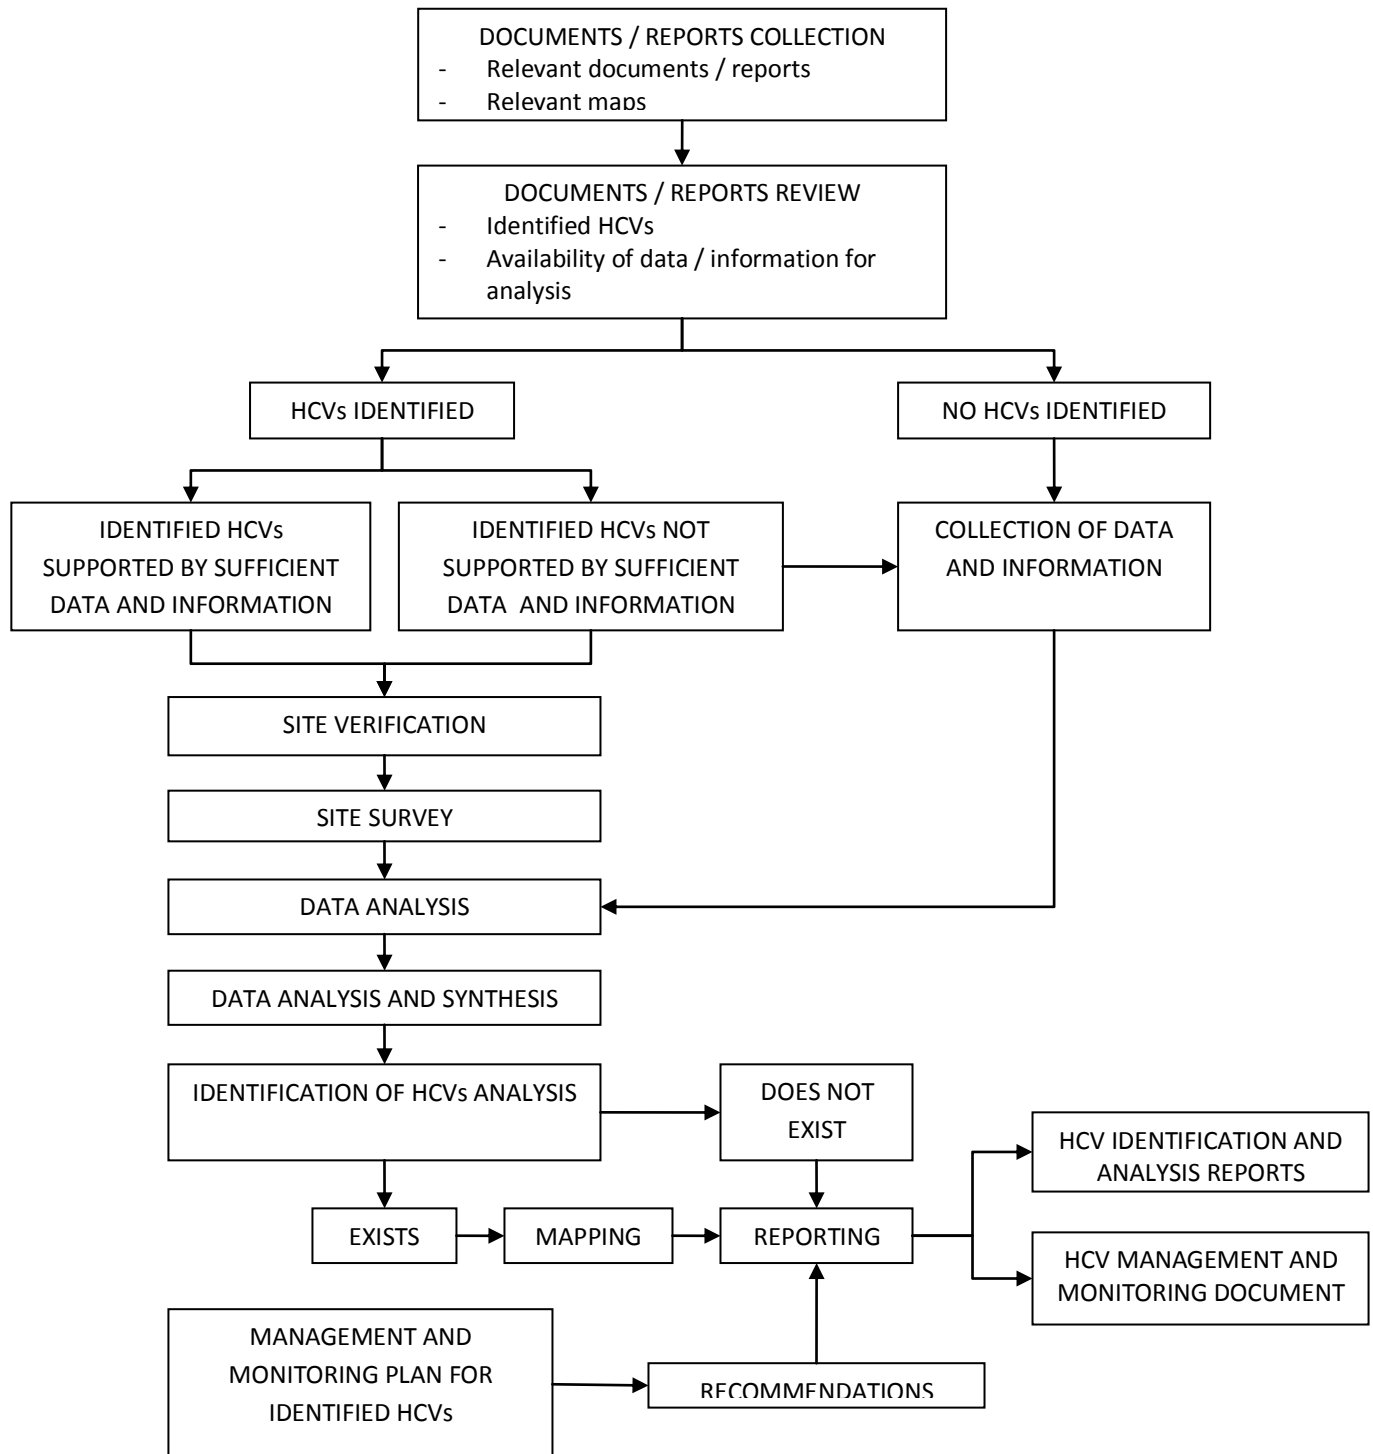 DOCUMENTS / REPORTS COLLECTION
- Relevant documents / reports
- Relevant maps
DOCUMENTS / REPORTS REVIEW
- Identified HCVs
- Availability of data / information for
analysis
HCVs IDENTIFIED
NO HCVs IDENTIFIED
IDENTIFIED HCVs
SUPPORTED BY SUFFICIENT
DATA AND INFORMATION
IDENTIFIED HCVs NOT
SUPPORTED BY SUFFICIENT
DATA AND INFORMATION
COLLECTION OF DATA
AND INFORMATION
SITE VERIFICATION
SITE SURVEY
DATA ANALYSIS
DATA ANALYSIS AND SYNTHESIS
IDENTIFICATION OF HCVs ANALYSIS
DOES NOT
EXIST
HCV IDENTIFICATION AND
ANALYSIS REPORTS
EXISTS
MAPPING
REPORTING
HCV MANAGEMENT AND
MONITORING DOCUMENT
MANAGEMENT AND
MONITORING PLAN FOR
IDENTIFIED HCVs
RECOMMENDATIONS